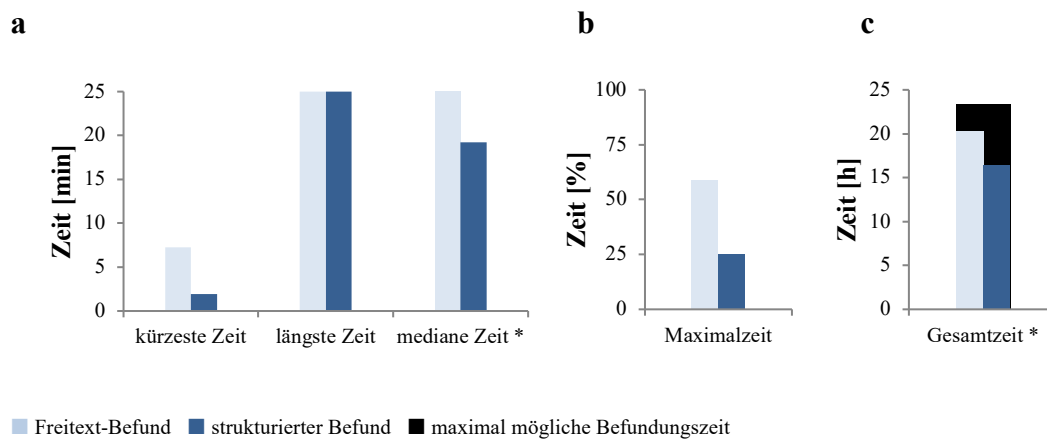 a
b
c
Zeit [min]
25
20
15
10
5
0
kürzeste Zeit
längste Zeit
mediane Zeit *
Zeit [%]
100
75
50
25
0
Maximalzeit
Zeit [h]
25
20
15
10
5
0
Gesamtzeit *
Freitext-Befund
strukturierter Befund
maximal mögliche Befundungszeit